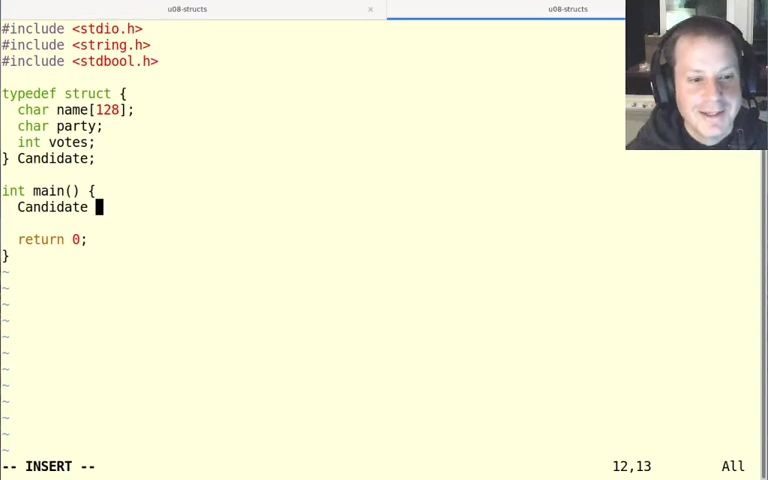 u08-structs × u08-structs
#include <stdio.h>
#include <string.h>
#include <stdbool.h>
typedef struct {
char name[128];
char party;
int votes;
} Candidate;
int main() {
Candidate
return 0;
}
~
~
~
~
~
~
~
~
~
~
~
~
-- INSERT -- 12,13 All